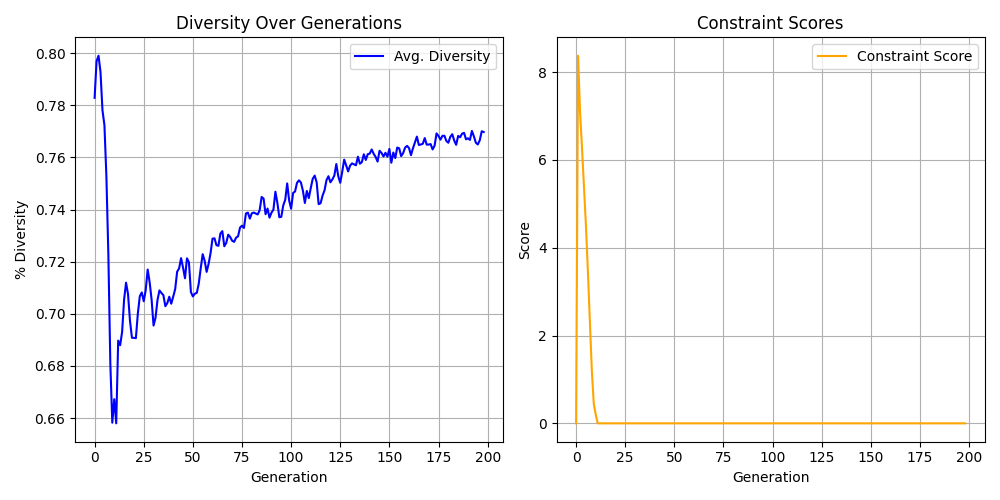 Diversity Over Generations
% Diversity
0.80
0.78
0.76
0.74
0.72
0.70
0.68
0.66
Avg. Diversity
0 25 50 75 100 125 150 175 200
Generation
Constraint Scores
Score
8
6
4
2
0
Constraint Score
0 25 50 75 100 125 150 175 200
Generation